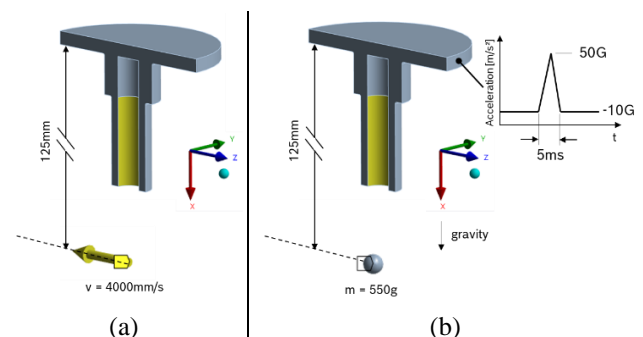 125mm
Y
Z
X
v = 4000mm/s
(a)
125mm
Y
Z
X
gravity
m = 550g
Acceleration [m/s²]
50G
-10G
t
5ms
(b)